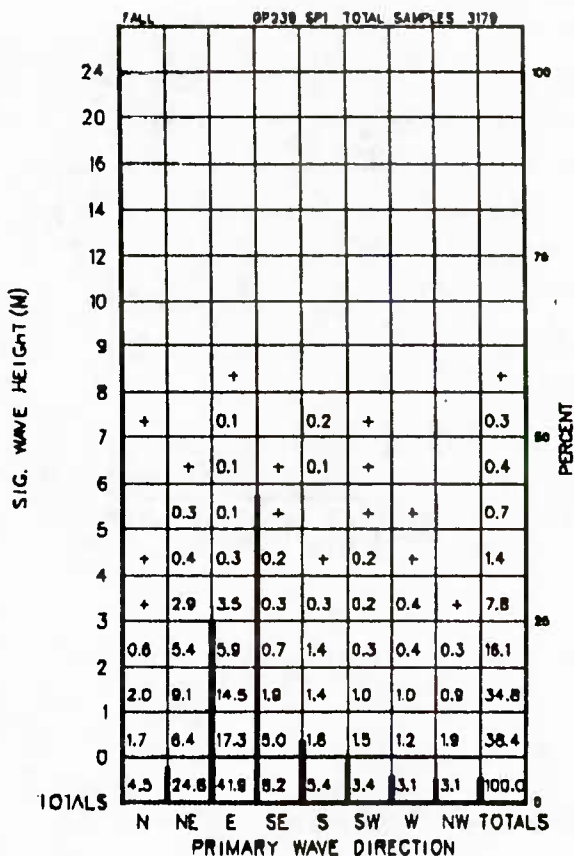 FALL GP239 SP1 TOTAL SAMPLES 3179
24 100
20
16
14 75
12
10
9
+ +
8
+ 0.1 0.2 + 0.3
7 50
+ 0.1 + 0.1 + 0.4
6
0.3 0.1 + + + 0.7
5
+ 0.4 0.3 0.2 + 0.2 + 1.4
4
+ 2.9 3.5 0.3 0.3 0.2 0.4 + 7.8
3 25
0.6 5.4 5.9 0.7 1.4 0.3 0.4 0.3 16.1
2
2.0 9.1 14.5 1.9 1.4 1.0 1.0 0.9 34.8
1
1.7 6.4 17.3 5.0 1.6 1.5 1.2 1.9 38.4
0
4.5 24.6 41.9 8.2 5.4 3.4 3.1 3.1 100.0
TOTALS 0
N NE E SE S SW W NW TOTALS
PRIMARY WAVE DIRECTION
SIG. WAVE HEIGHT (M)
PERCENT